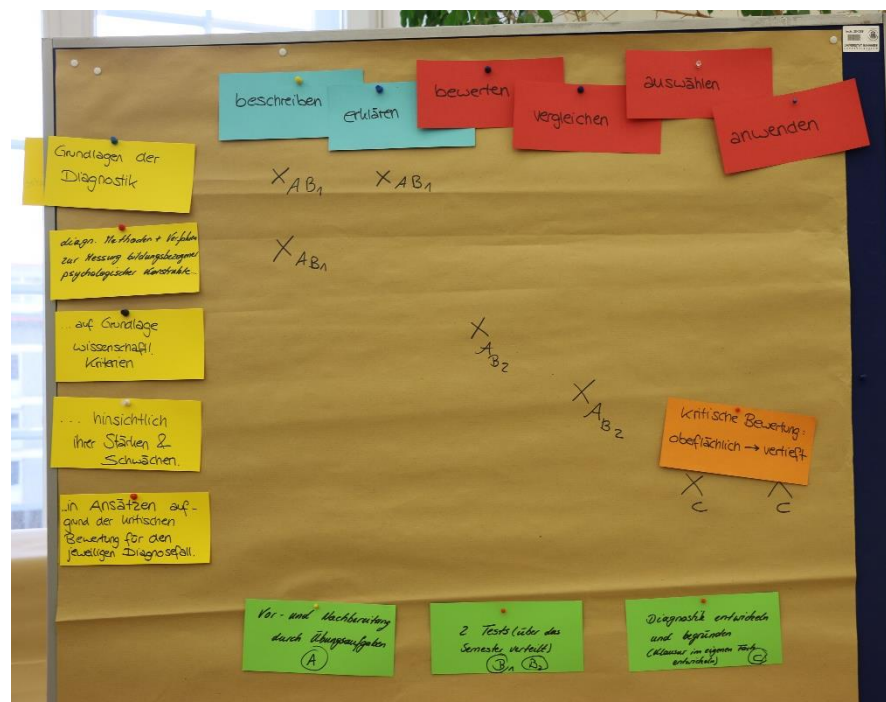 beschreiben
erklären
bewerten
vergleichen
auswählen
anwenden
Grundlagen der
Diagnostik
X AB1
X AB1
diagn. Methoden + Verfahren
zur Messung bildungsbezogener
psychologischer Konstrukte...
X AB1
... auf Grundlage
wissenschaftl.
Kriterien
X AB2
... hinsichtlich
ihrer Stärken &
Schwächen.
X AB2
Kritische Bewertung:
obeflächlich → vertieft
X C
X C
...in Ansätzen auf-
grund der kritischen
Bewertung für den
jeweiligen Diagnosefall.
Vor- und Nachbereitung
durch Übungsaufgaben
A
2 Tests (über das
Semester verteilt)
B1 B2
Diagnostik entwickeln
und begründen
(Klausur im eigenen Fach
entwickeln) C